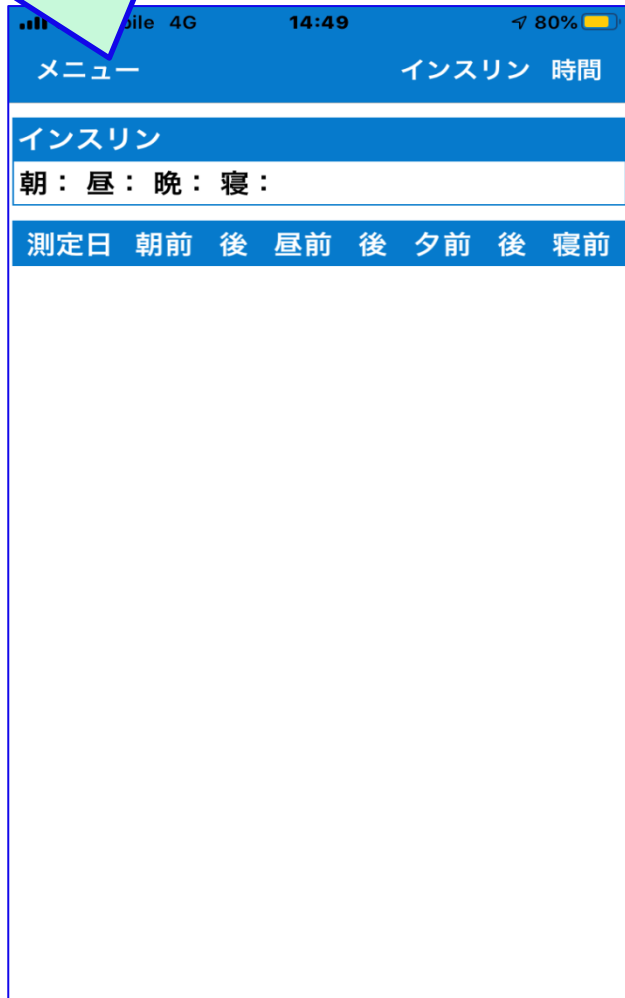 4G 14:49 80%
メニュー インスリン 時間
インスリン
朝： 昼： 晩： 寝：
測定日 朝前 後 昼前 後 夕前 後 寝前